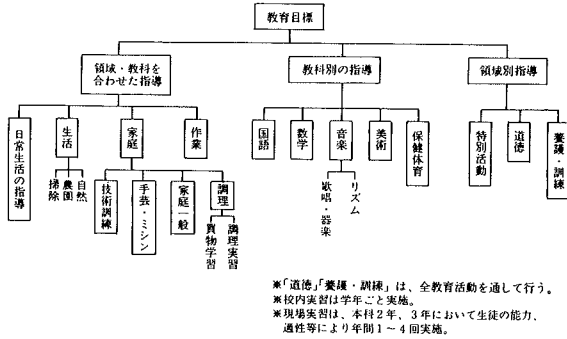 教育目標
領域・教科を
合わせた指導
教科別の指導
領域別指導
日常生活の指導
生活
家庭
作業
国語
数学
音楽
美術
保健体育
特別活動
道徳
養護・訓練
掃除
農園
自然
技術訓練
手芸・ミシン
家庭一般
調理
歌唱・器楽
リズム
買物学習
調理実習
※「道徳」「養護・訓練」は、全教育活動を通して行う。
※校内実習は学年ごと実施。
※現場実習は、本科2年、3年において生徒の能力、
適性等により年間1～4回実施。